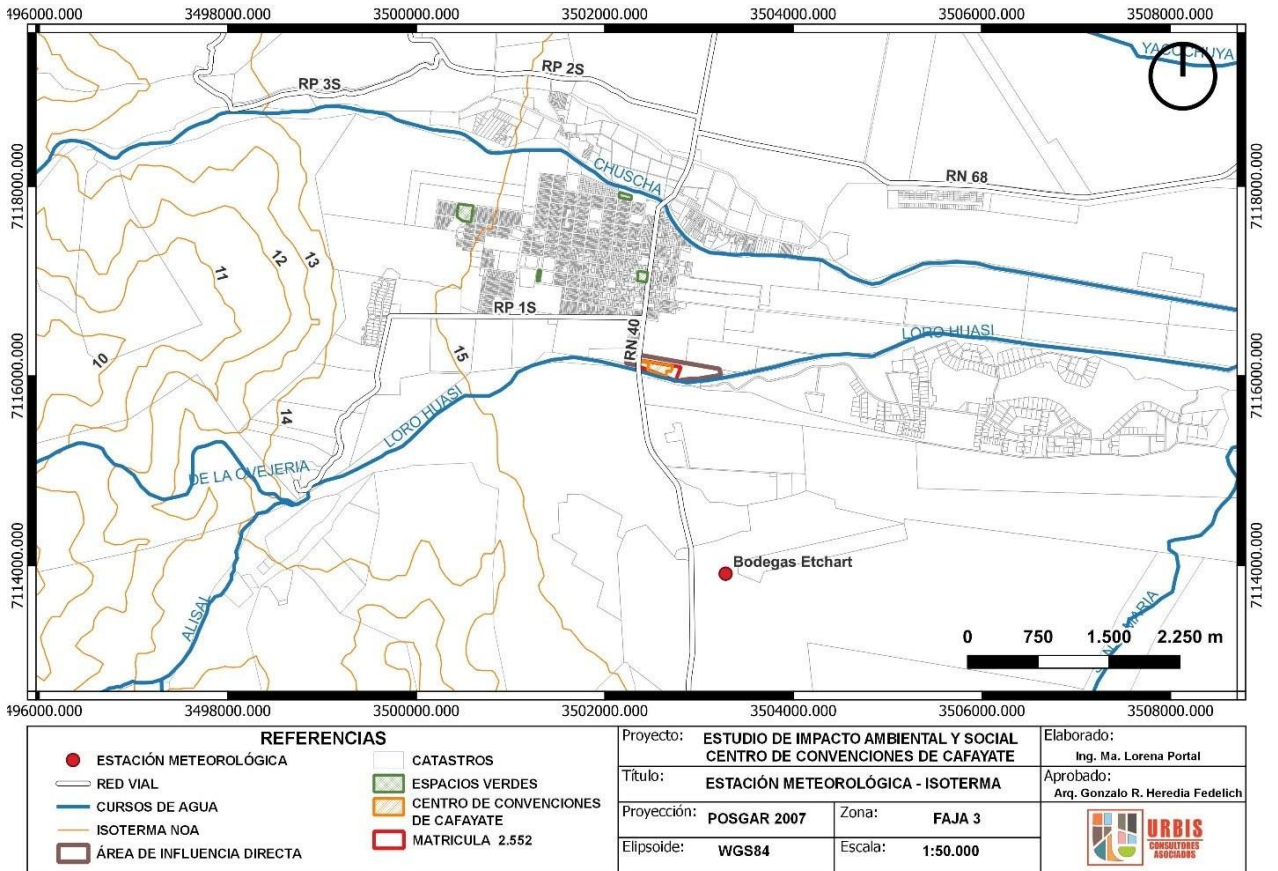 496000.000 3498000.000 3500000.000 3502000.000 3504000.000 3506000.000 3508000.000
YACOCHUYA
RP 2S
RP 3S
7118000.000
CHUSCHA
RN 68
7118000.000
13
12
11
RP 1S
LORO HUASI
RN 40
15
10
7116000.000
7116000.000
14
LORO HUASI
DE LA OVEJERIA
Bodegas Etchart
7114000.000
7114000.000
ALISAL
MARIA
0 750 1.500 2.250 m
496000.000 3498000.000 3500000.000 3502000.000 3504000.000 3506000.000 3508000.000
REFERENCIAS
ESTACIÓN METEOROLÓGICA
RED VIAL
CURSOS DE AGUA
ISOTERMA NOA
ÁREA DE INFLUENCIA DIRECTA
CATASTROS
ESPACIOS VERDES
CENTRO DE CONVENCIONES
DE CAFAYATE
MATRICULA 2.552
Proyecto: ESTUDIO DE IMPACTO AMBIENTAL Y SOCIAL
CENTRO DE CONVENCIONES DE CAFAYATE
Título: ESTACIÓN METEOROLÓGICA - ISOTERMA
Proyección: POSGAR 2007 Zona: FAJA 3
Elipsoide: WGS84 Escala: 1:50.000
Elaborado:
Ing. Ma. Lorena Portal
Aprobado:
Arq. Gonzalo R. Heredia Fedelich
URBIS
CONSULTORES
ASOCIADOS